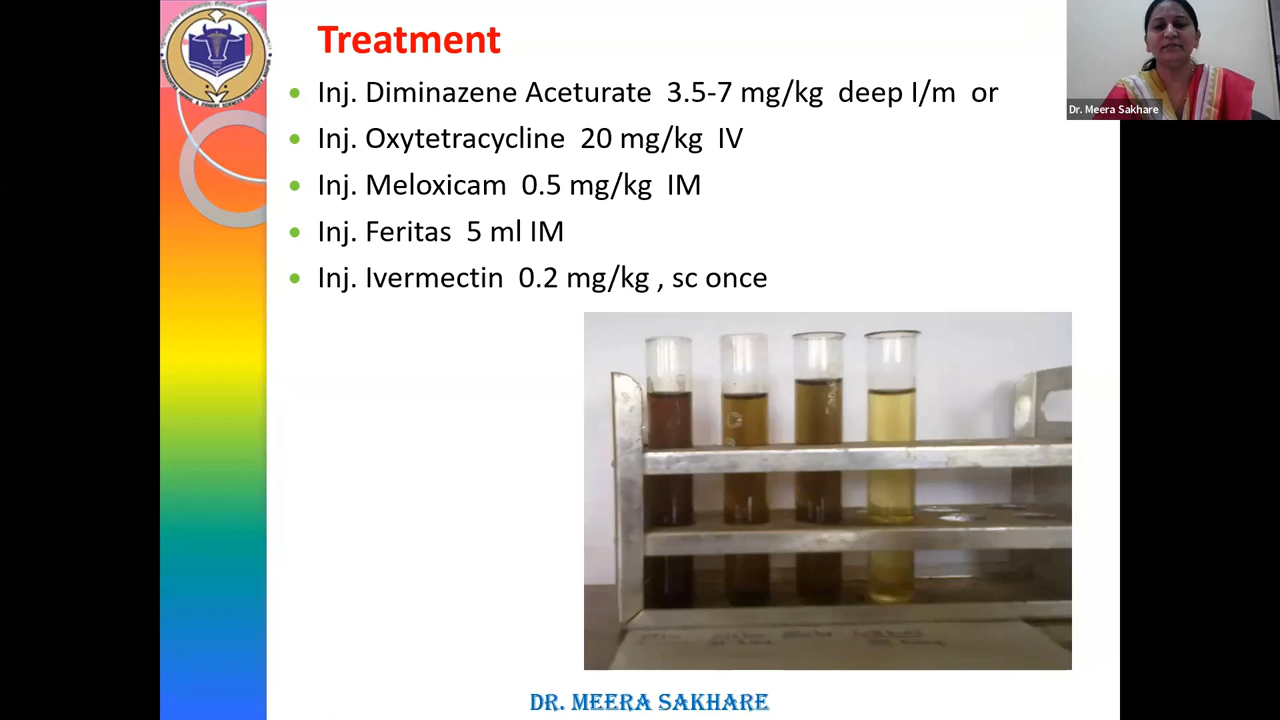 Treatment
Inj. Diminazene Aceturate 3.5-7 mg/kg deep I/m or
Inj. Oxytetracycline 20 mg/kg IV
Inj. Meloxicam 0.5 mg/kg IM
Inj. Feritas 5 ml IM
Inj. Ivermectin 0.2 mg/kg , sc once
Dr. Meera Sakhare
DR. MEERA SAKHARE